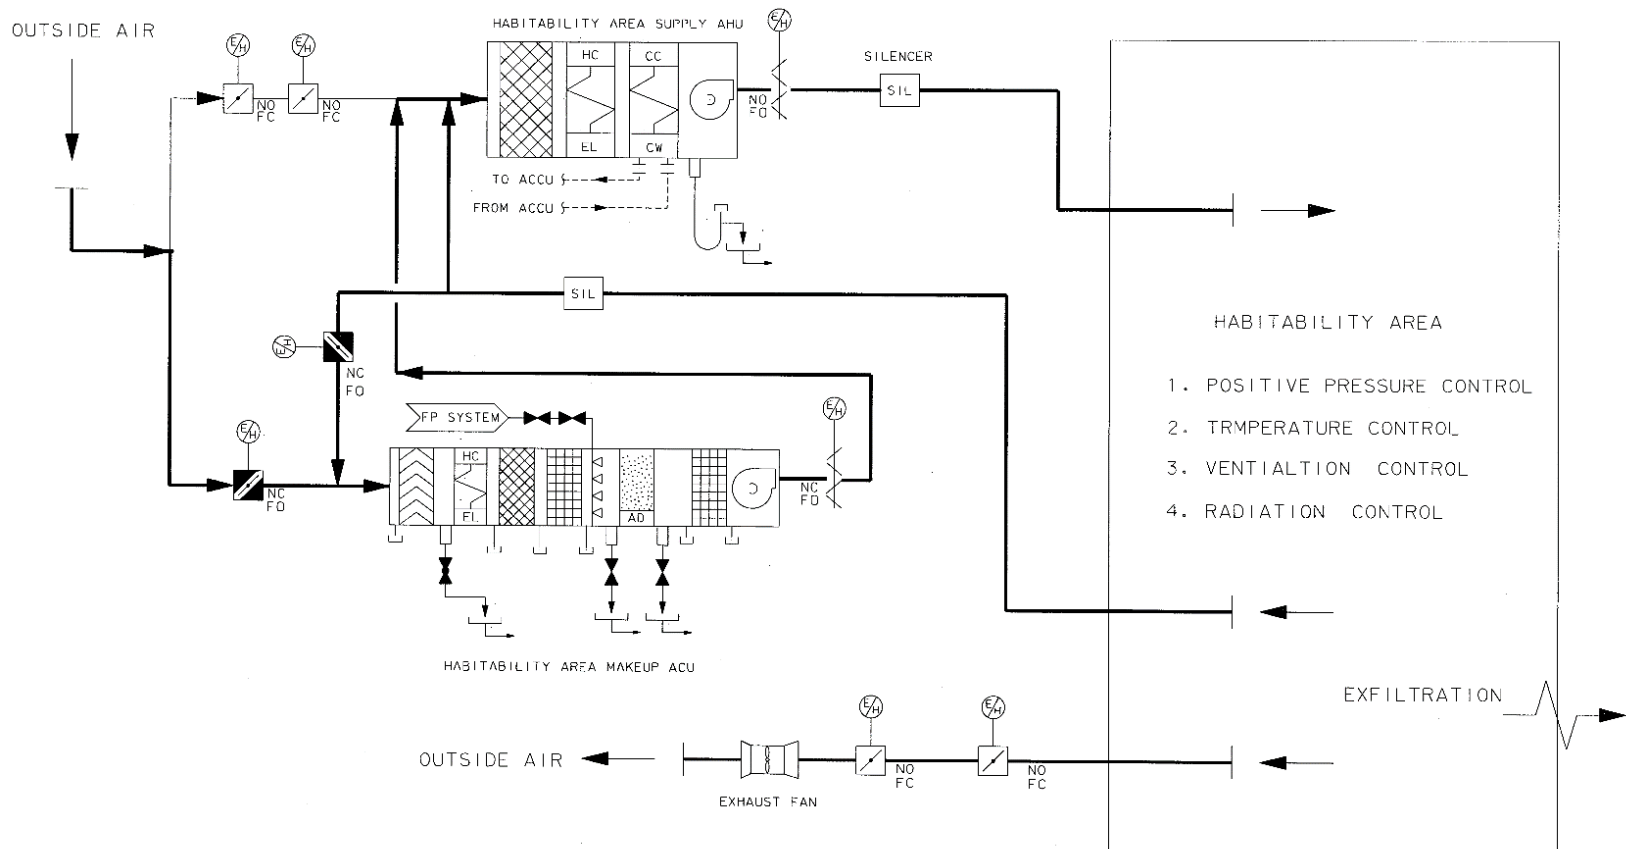 HABITABILITY AREA SUPPLY AHU
E/H
OUTSIDE AIR
E/H
E/H
SILENCER
HC
CC
NO
FC
NO
FC
NO
FO
SIL
EL
CW
TO ACCU
FROM ACCU
SIL
HABITABILITY AREA
E/H
NC
FO
1. POSITIVE PRESSURE CONTROL
2. TRMPERATURE CONTROL
3. VENTIALTION CONTROL
4. RADIATION CONTROL
FP SYSTEM
E/H
E/H
HC
NC
FO
NC
FO
EL
AD
HABITABILITY AREA MAKEUP ACU
EXFILTRATION
E/H
E/H
OUTSIDE AIR
NO
FC
NO
FC
EXHAUST FAN